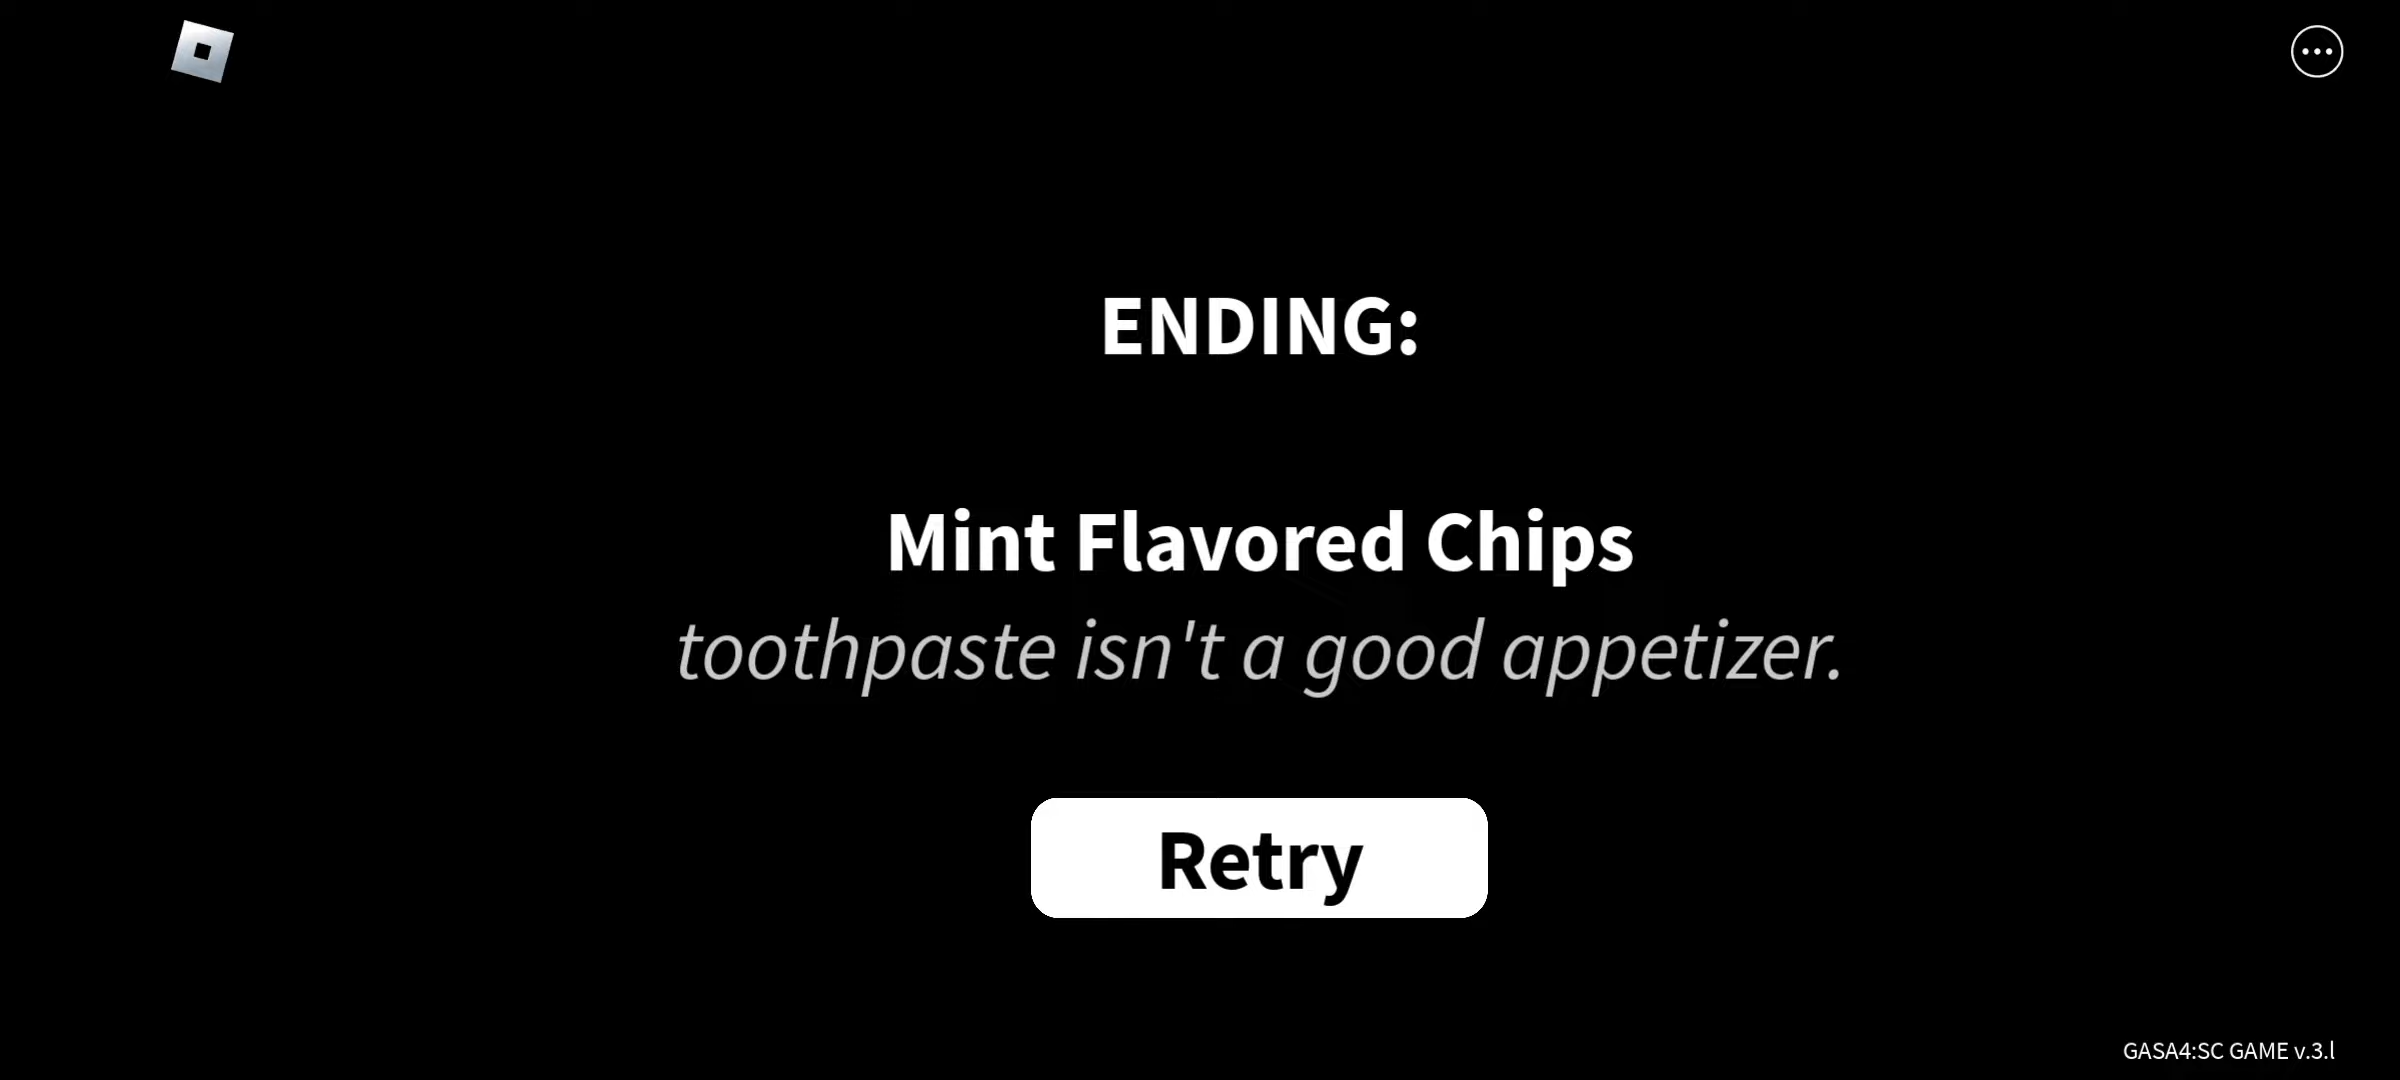 ENDING:
Mint Flavored Chips
toothpaste isn't a good appetizer.
Retry
GASA4:SC GAME v.3.l